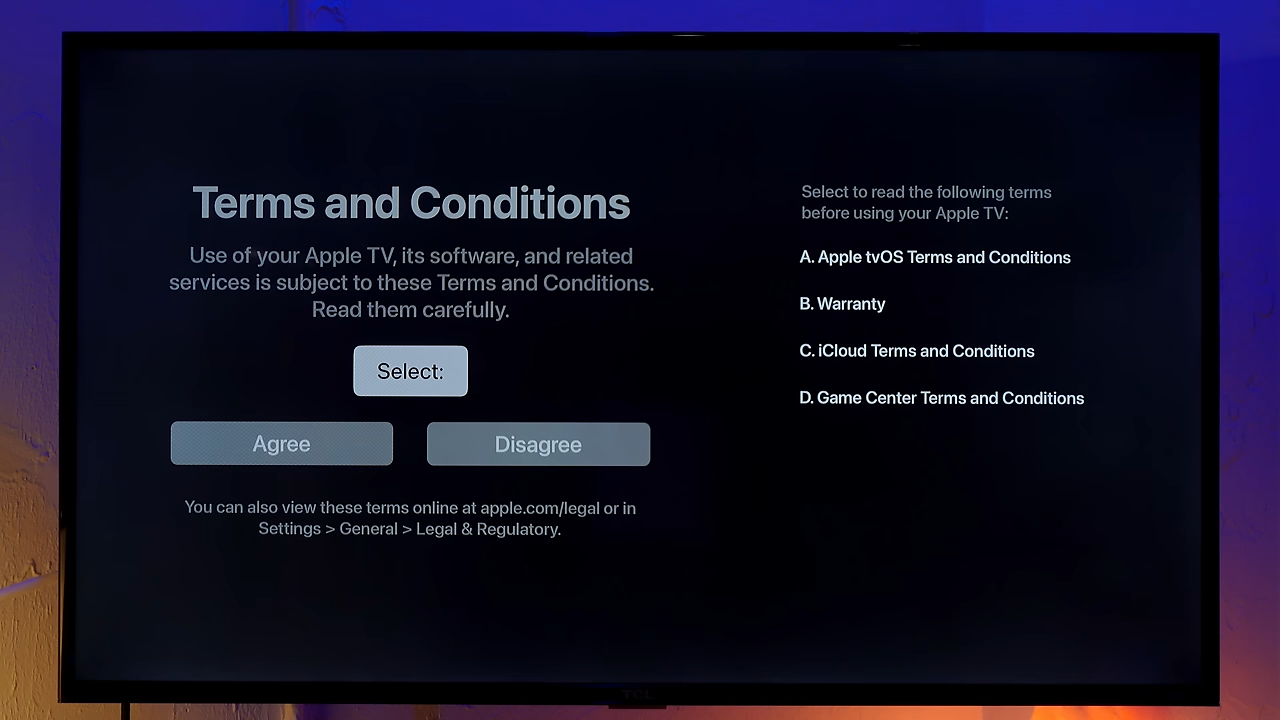 Terms and Conditions
Use of your Apple TV, its software, and related
services is subject to these Terms and Conditions.
Read them carefully.
Select:
Agree
Disagree
You can also view these terms online at apple.com/legal or in
Settings > General > Legal & Regulatory.
Select to read the following terms
before using your Apple TV:
A. Apple tvOS Terms and Conditions
B. Warranty
C. iCloud Terms and Conditions
D. Game Center Terms and Conditions
TCL